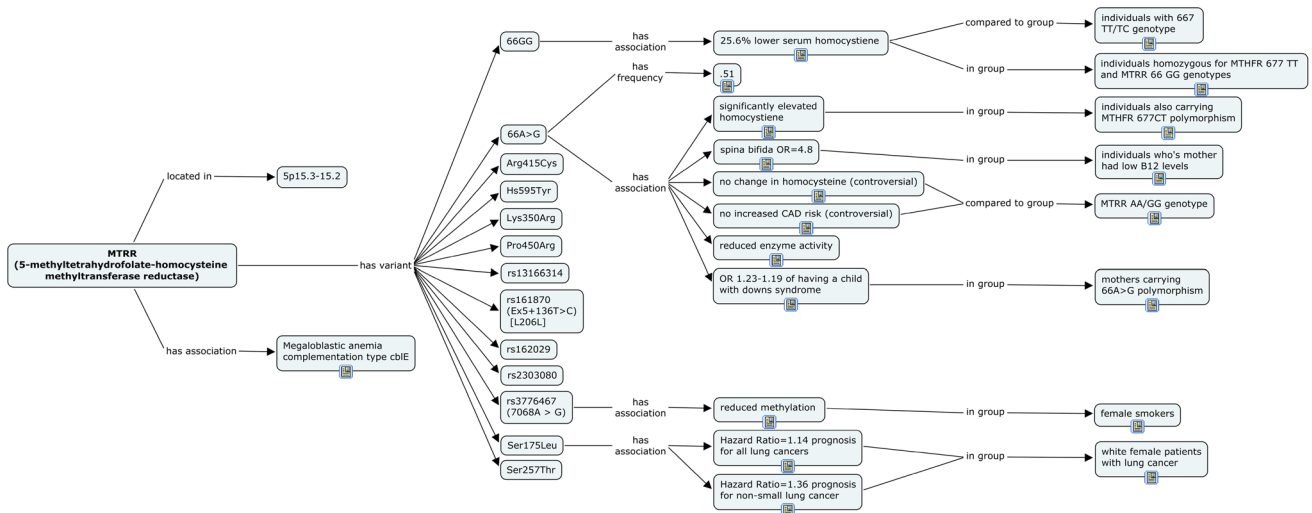 MTRR
(5-methyltetrahydrofolate-homocysteine
methyltransferase reductase)
located in
5p15.3-15.2
has association
Megaloblastic anemia
complementation type cblE
has variant
66GG
has
association
25.6% lower serum homocystiene
compared to group
individuals with 667
TT/TC genotype
in group
individuals homozygous for MTHFR 677 TT
and MTRR 66 GG genotypes
66A>G
has
frequency
.51
has
association
significantly elevated
homocystiene
in group
individuals also carrying
MTHFR 677CT polymorphism
spina bifida OR=4.8
in group
individuals who's mother
had low B12 levels
no change in homocysteine (controversial)
no increased CAD risk (controversial)
compared to group
MTRR AA/GG genotype
reduced enzyme activity
OR 1.23-1.19 of having a child
with downs syndrome
in group
mothers carrying
66A>G polymorphism
Arg415Cys
Hs595Tyr
Lys350Arg
Pro450Arg
rs13166314
rs161870
(Ex5+136T>C)
[L206L]
rs162029
rs2303080
rs3776467
(7068A > G)
has
association
reduced methylation
in group
female smokers
Ser175Leu
has
association
Hazard Ratio=1.14 prognosis
for all lung cancers
Hazard Ratio=1.36 prognosis
for non-small lung cancer
in group
white female patients
with lung cancer
Ser257Thr